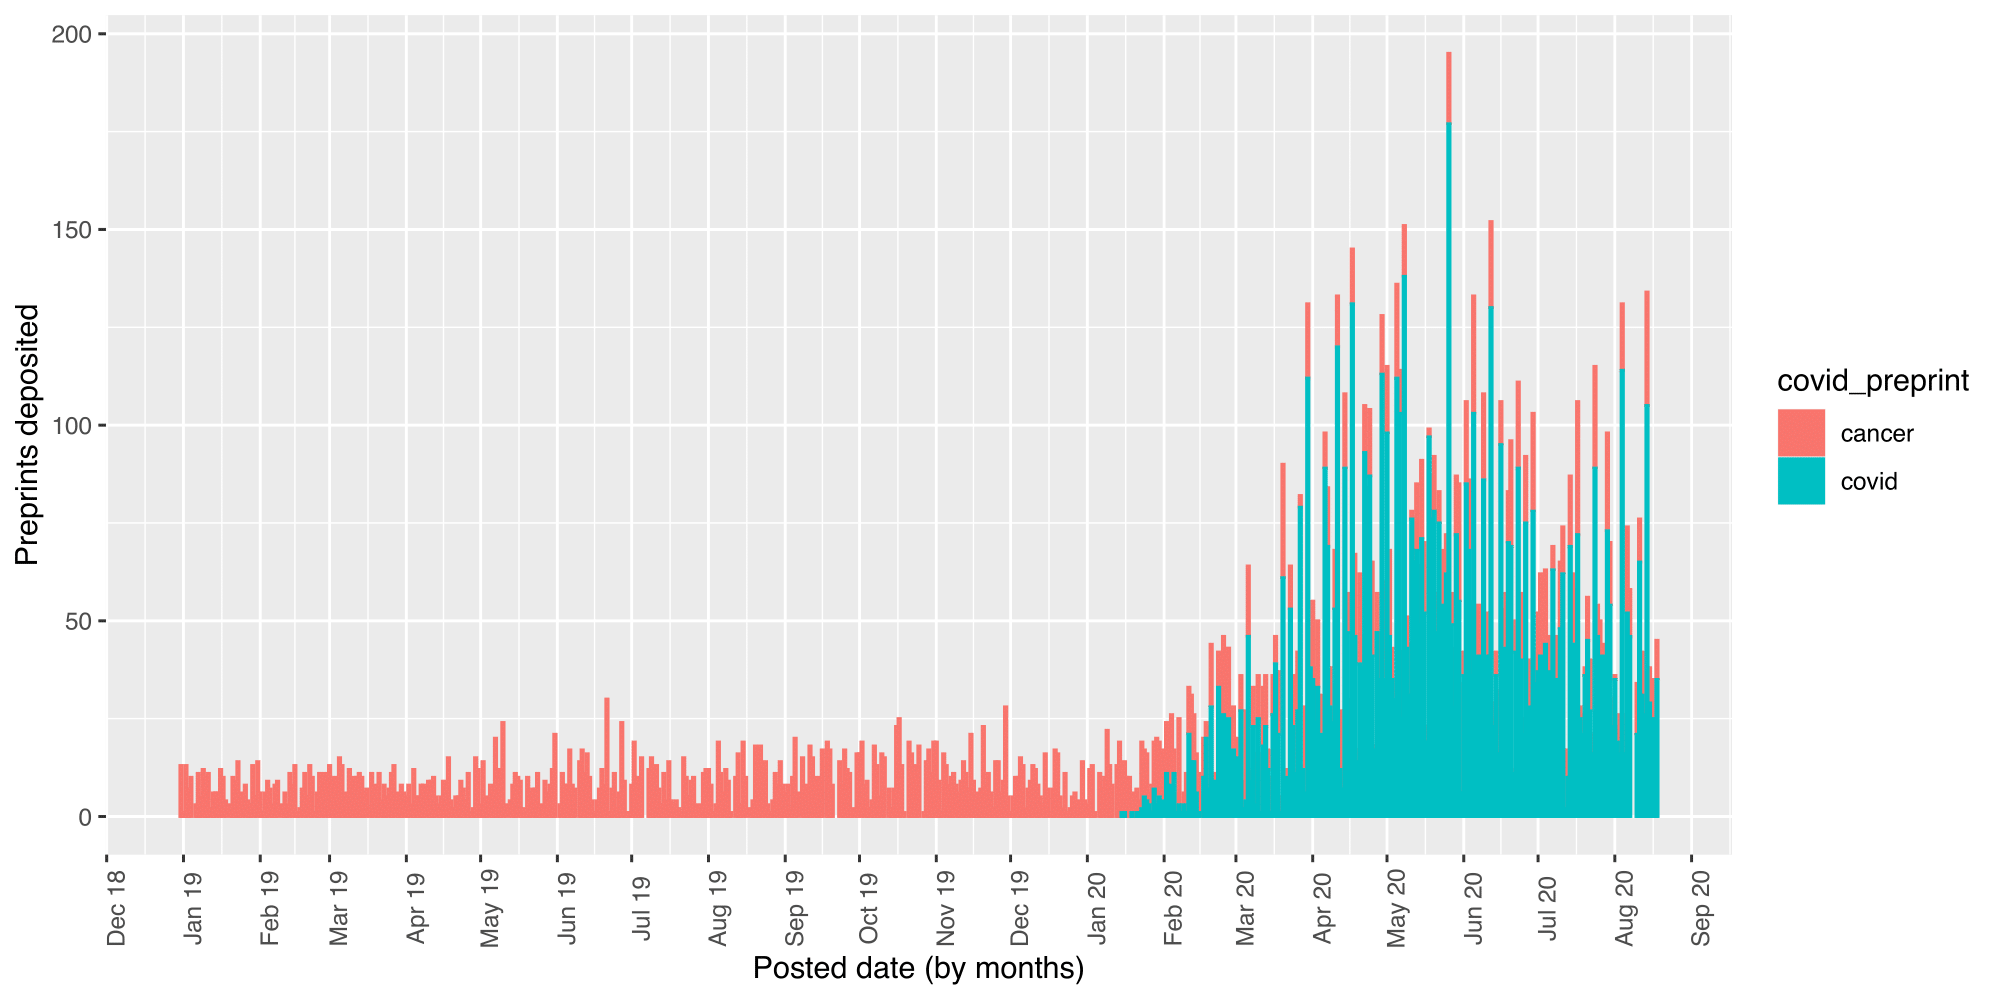 200
150
100
50
0
Preprints deposited
Dec 18
Jan 19
Feb 19
Mar 19
Apr 19
May 19
Jun 19
Jul 19
Aug 19
Sep 19
Oct 19
Nov 19
Dec 19
Jan 20
Feb 20
Mar 20
Apr 20
May 20
Jun 20
Jul 20
Aug 20
Sep 20
Posted date (by months)
covid_preprint
cancer
covid